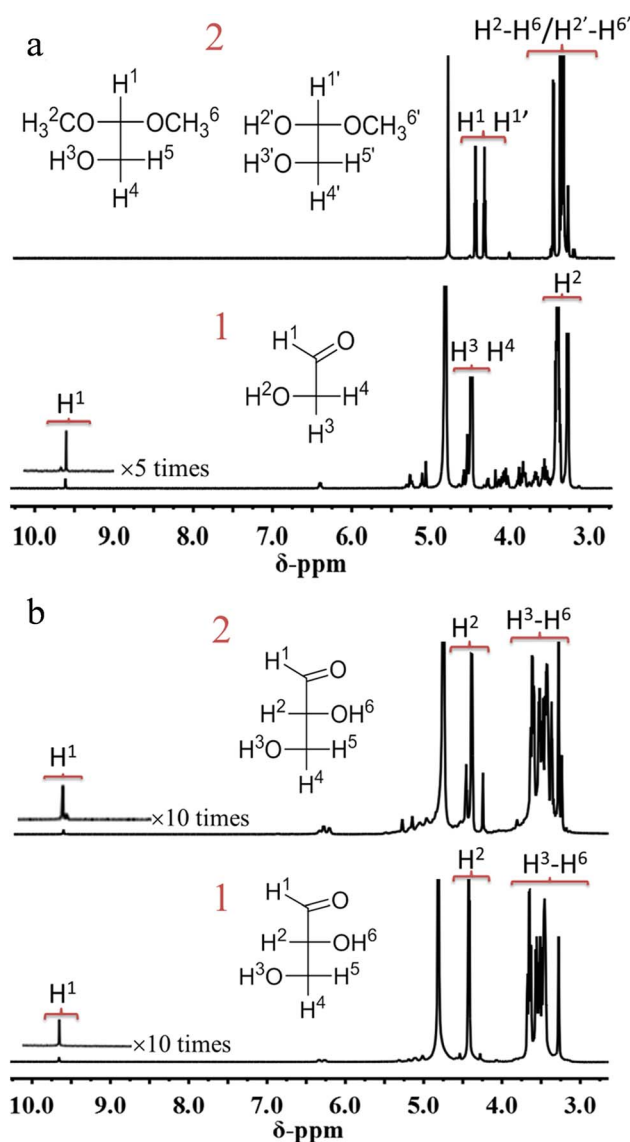 a
2
H² - H⁶/H²'-H⁶'
H¹
H₃²CO OCH₃⁶
H³O H⁵
H⁴
H¹'
H²'O OCH₃⁶'
H³'O H⁵'
H⁴'
H¹ H¹'
1
H¹ O
H²O H⁴
H³
H¹
×5 times
H³ H⁴
H²
10.0 9.0 8.0 7.0 6.0 5.0 4.0 3.0
δ-ppm
b
2
H¹ O
H² OH⁶
H³O H⁵
H⁴
H¹
×10 times
H²
H³-H⁶
1
H¹ O
H² OH⁶
H³O H⁵
H⁴
H¹
×10 times
H²
H³-H⁶
10.0 9.0 8.0 7.0 6.0 5.0 4.0 3.0
δ-ppm